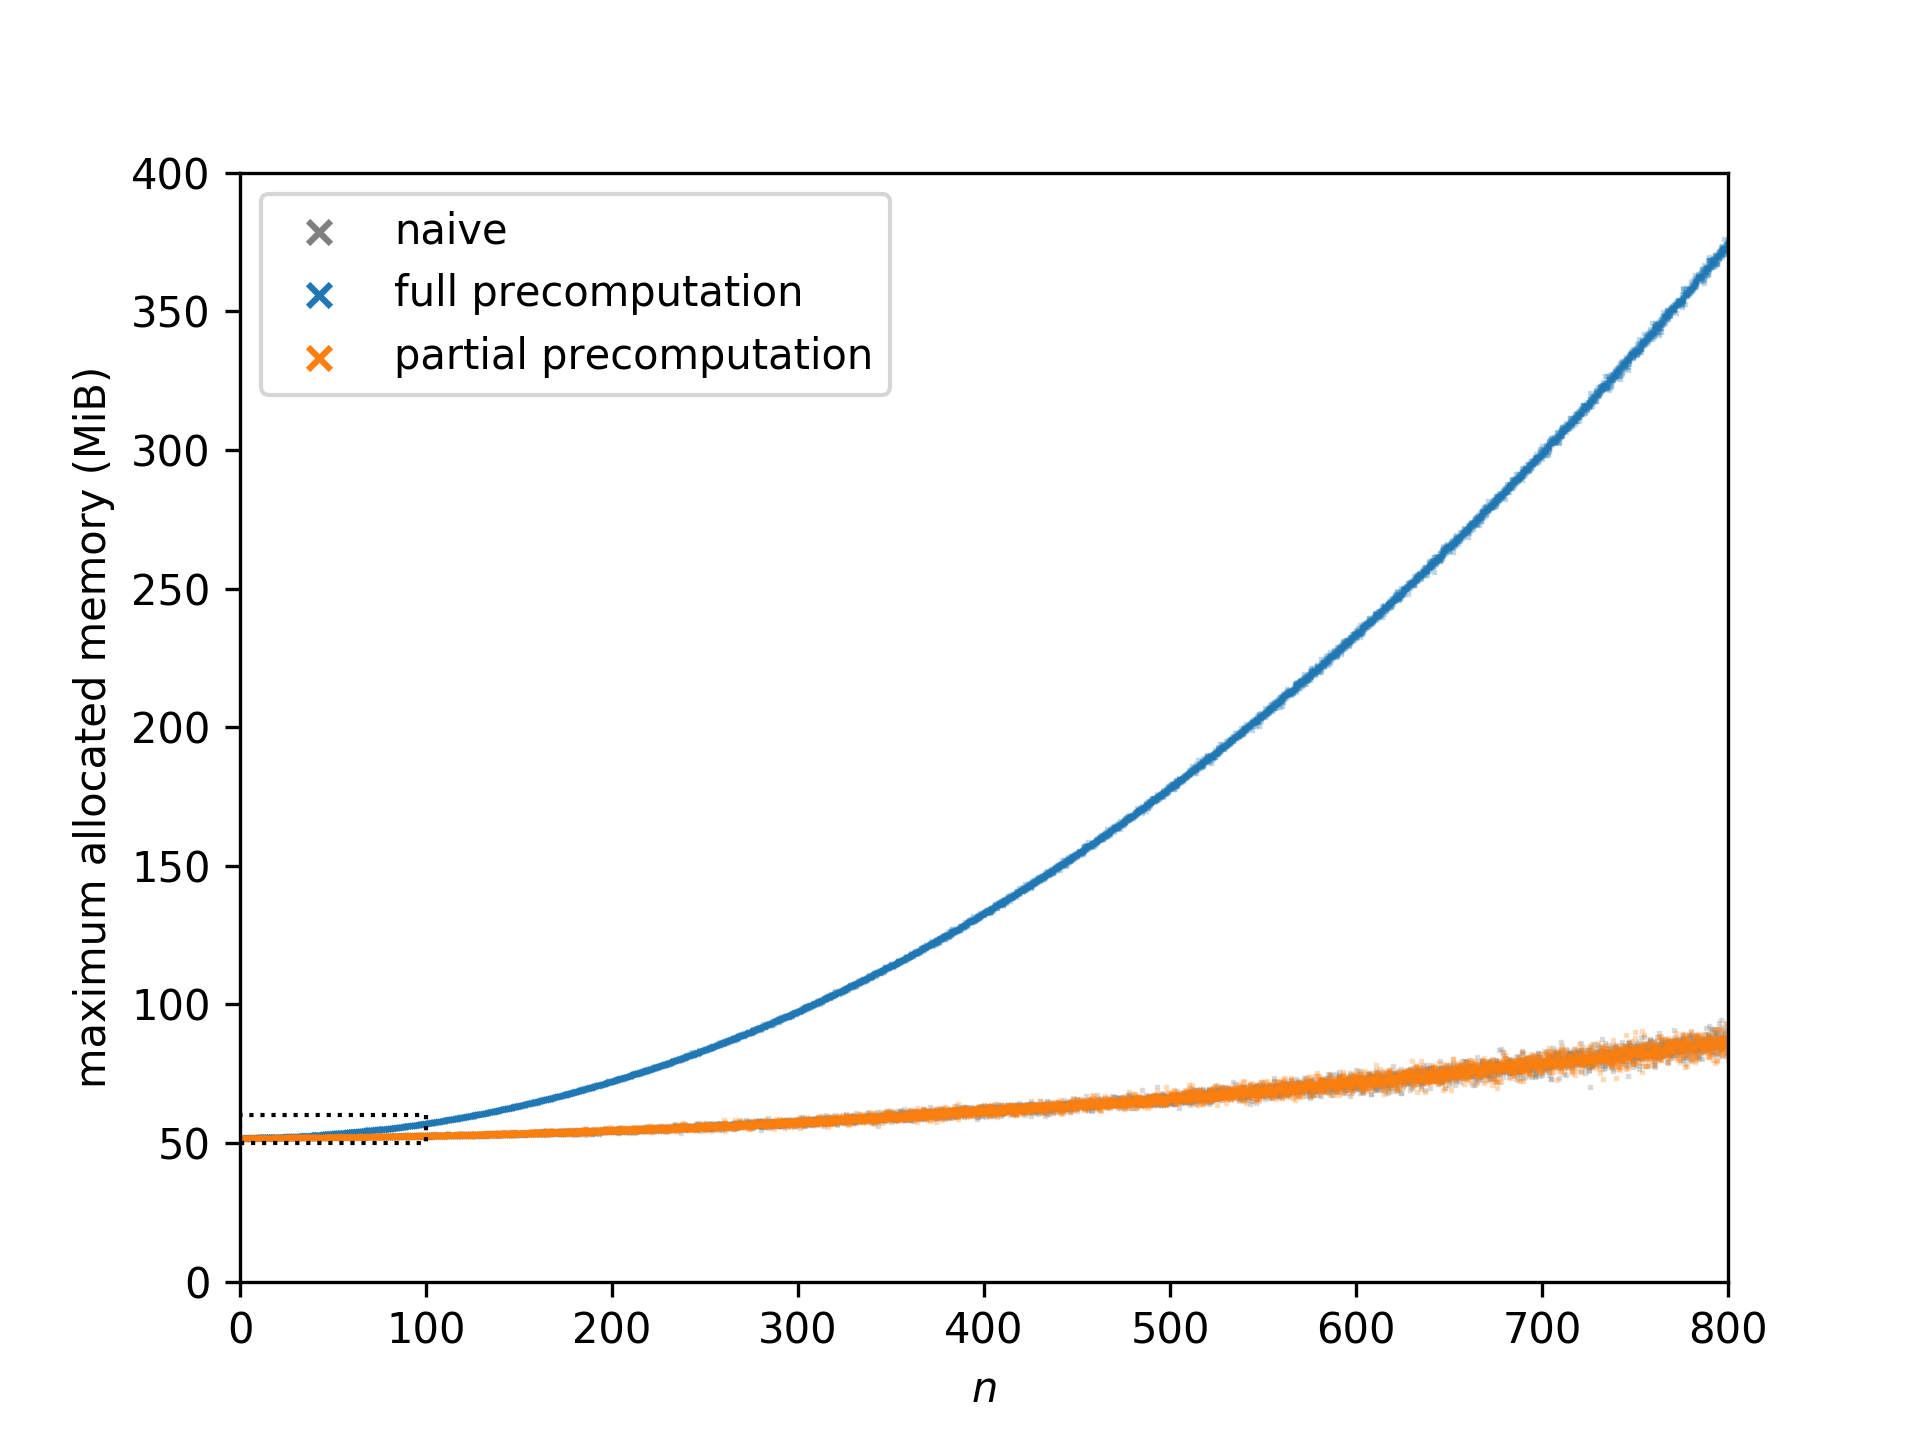 400
350
300
250
200
150
100
50
0
maximum allocated memory (MiB)
naive
full precomputation
partial precomputation
0 100 200 300 400 500 600 700 800
n